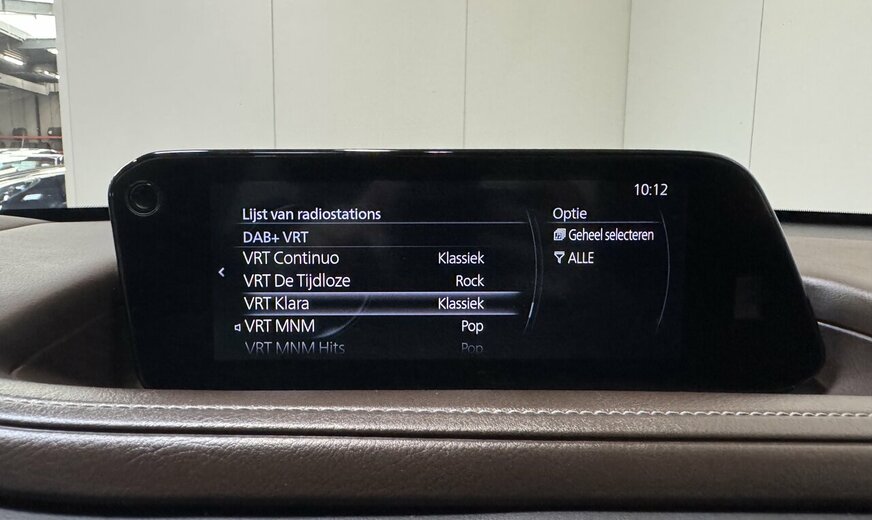 10:12
Lijst van radiostations
DAB+ VRT
VRT Continuo Klassiek
VRT De Tijdloze Rock
VRT Klara Klassiek
VRT MNM Pop
VRT MNM Hits Pop
Optie
Geheel selecteren
ALLE